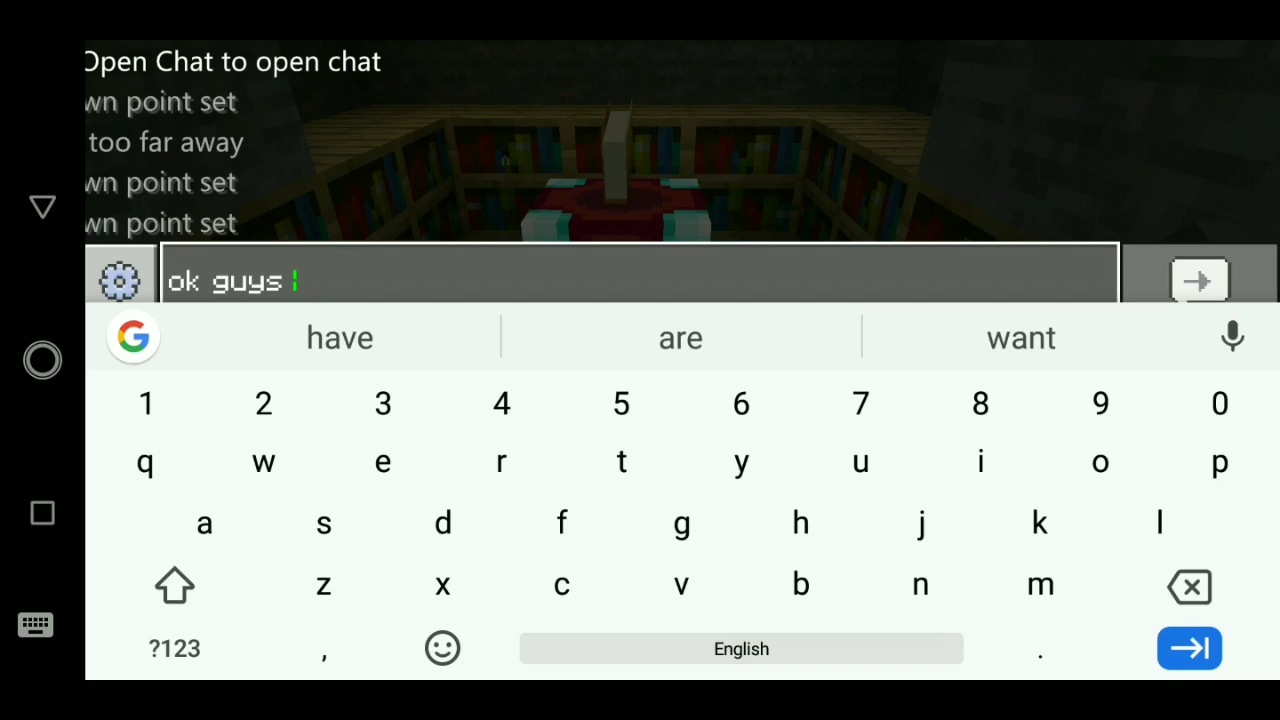 Open Chat to open chat
wn point set
too far away
wn point set
wn point set
ok guys
have are want
1 2 3 4 5 6 7 8 9 0
q w e r t y u i o p
a s d f g h j k l
z x c v b n m
?123 , English .